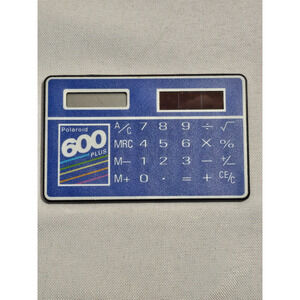 Polaroid
600
PLUS
A/C 7 8 9 ÷ √
MRC 4 5 6 X %
M− 1 2 3 − +/−
M+ 0 · = + CE/C